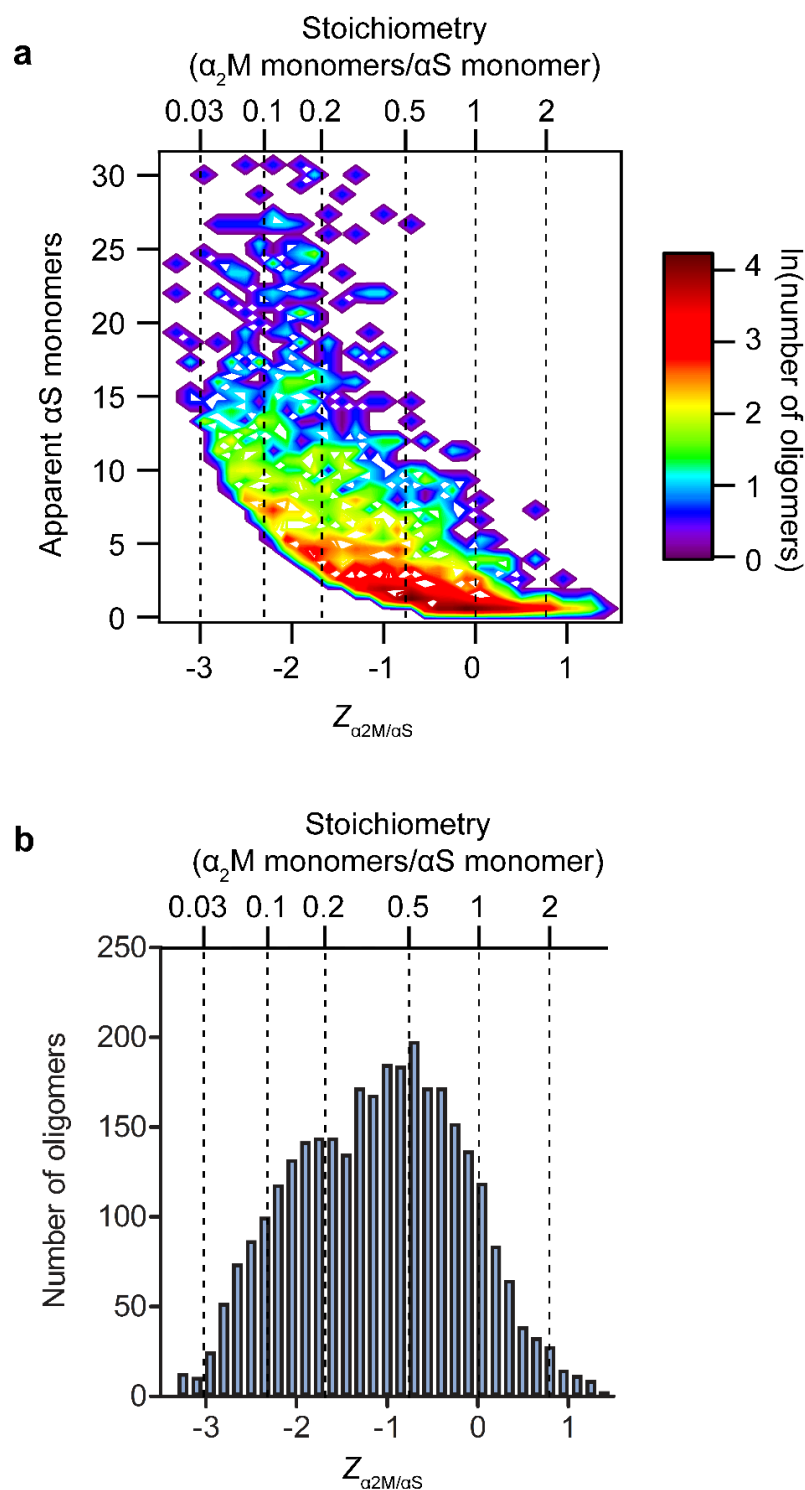 a
Stoichiometry
(α₂M monomers/αS monomer)
0.03 0.1 0.2 0.5 1 2
30
25
20
15
10
5
0
Apparent αS monomers
-3 -2 -1 0 1
Zα2M/αS
4
3
2
1
0
ln(number of oligomers)
b
Stoichiometry
(α₂M monomers/αS monomer)
0.03 0.1 0.2 0.5 1 2
250
200
150
100
50
0
Number of oligomers
-3 -2 -1 0 1
Zα2M/αS